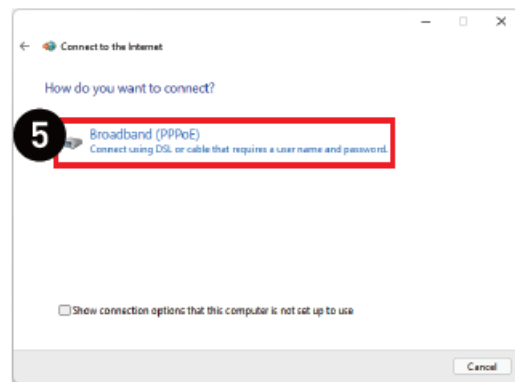 Connect to the Internet
How do you want to connect?
5
Broadband (PPPoE)
Connect using DSL or cable that requires a user name and password.
Show connection options that this computer is not set up to use
Cancel